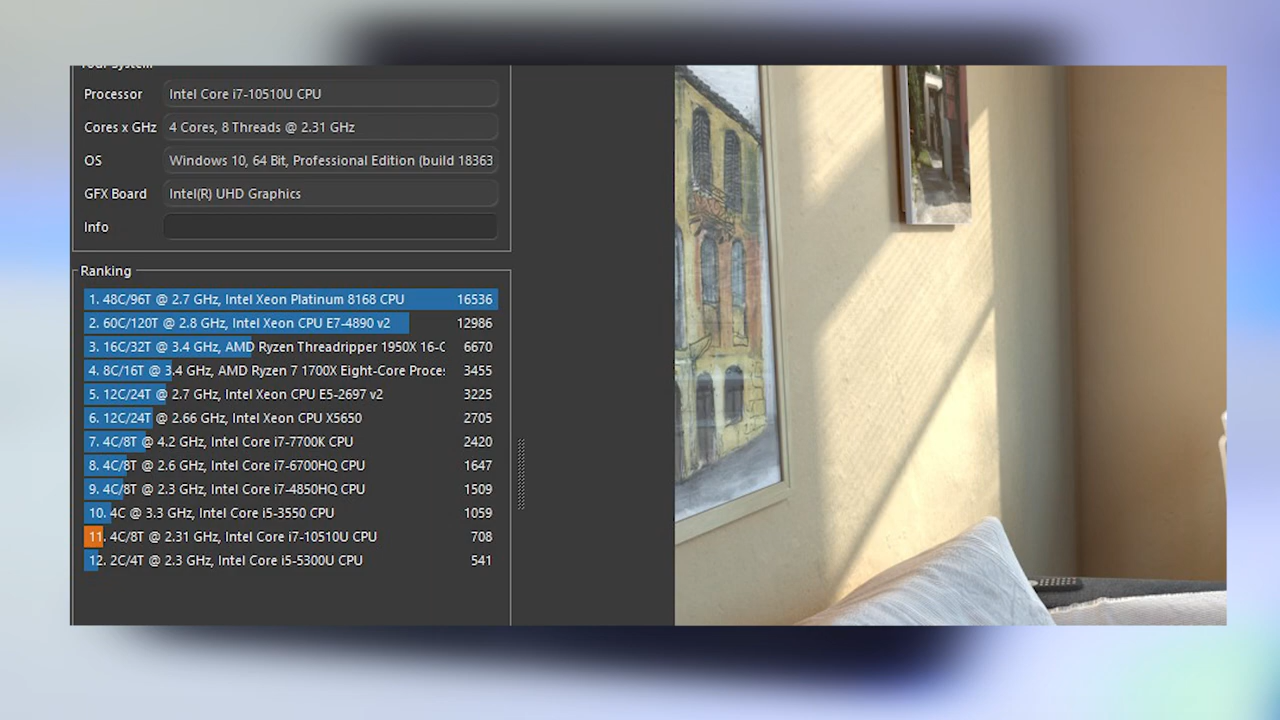 Your System
Processor Intel Core i7-10510U CPU
Cores x GHz 4 Cores, 8 Threads @ 2.31 GHz
OS Windows 10, 64 Bit, Professional Edition (build 18363
GFX Board Intel(R) UHD Graphics
Info
Ranking
1. 48C/96T @ 2.7 GHz, Intel Xeon Platinum 8168 CPU 16536
2. 60C/120T @ 2.8 GHz, Intel Xeon CPU E7-4890 v2 12986
3. 16C/32T @ 3.4 GHz, AMD Ryzen Threadripper 1950X 16-C 6670
4. 8C/16T @ 3.4 GHz, AMD Ryzen 7 1700X Eight-Core Proces 3455
5. 12C/24T @ 2.7 GHz, Intel Xeon CPU E5-2697 v2 3225
6. 12C/24T @ 2.66 GHz, Intel Xeon CPU X5650 2705
7. 4C/8T @ 4.2 GHz, Intel Core i7-7700K CPU 2420
8. 4C/8T @ 2.6 GHz, Intel Core i7-6700HQ CPU 1647
9. 4C/8T @ 2.3 GHz, Intel Core i7-4850HQ CPU 1509
10. 4C @ 3.3 GHz, Intel Core i5-3550 CPU 1059
11. 4C/8T @ 2.31 GHz, Intel Core i7-10510U CPU 708
12. 2C/4T @ 2.3 GHz, Intel Core i5-5300U CPU 541